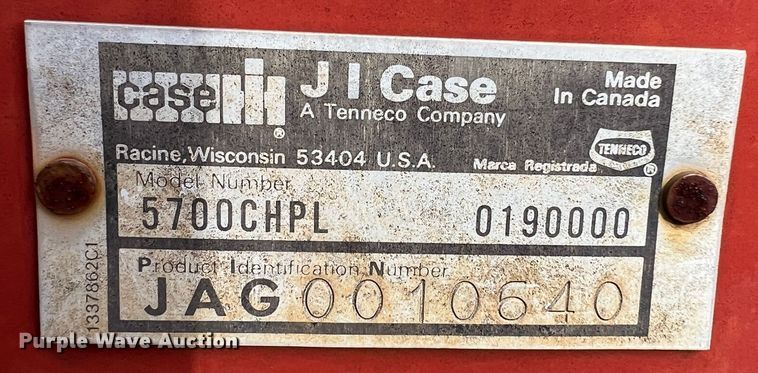 case IH ®
J I Case
A Tenneco Company
Made
In Canada
Racine, Wisconsin 53404 U.S.A.
Marca Registrada
TENNECO ®
Model Number
5700CHPL 0190000
Product Identification Number
JAG0010640
1337862C1
Purple Wave Auction